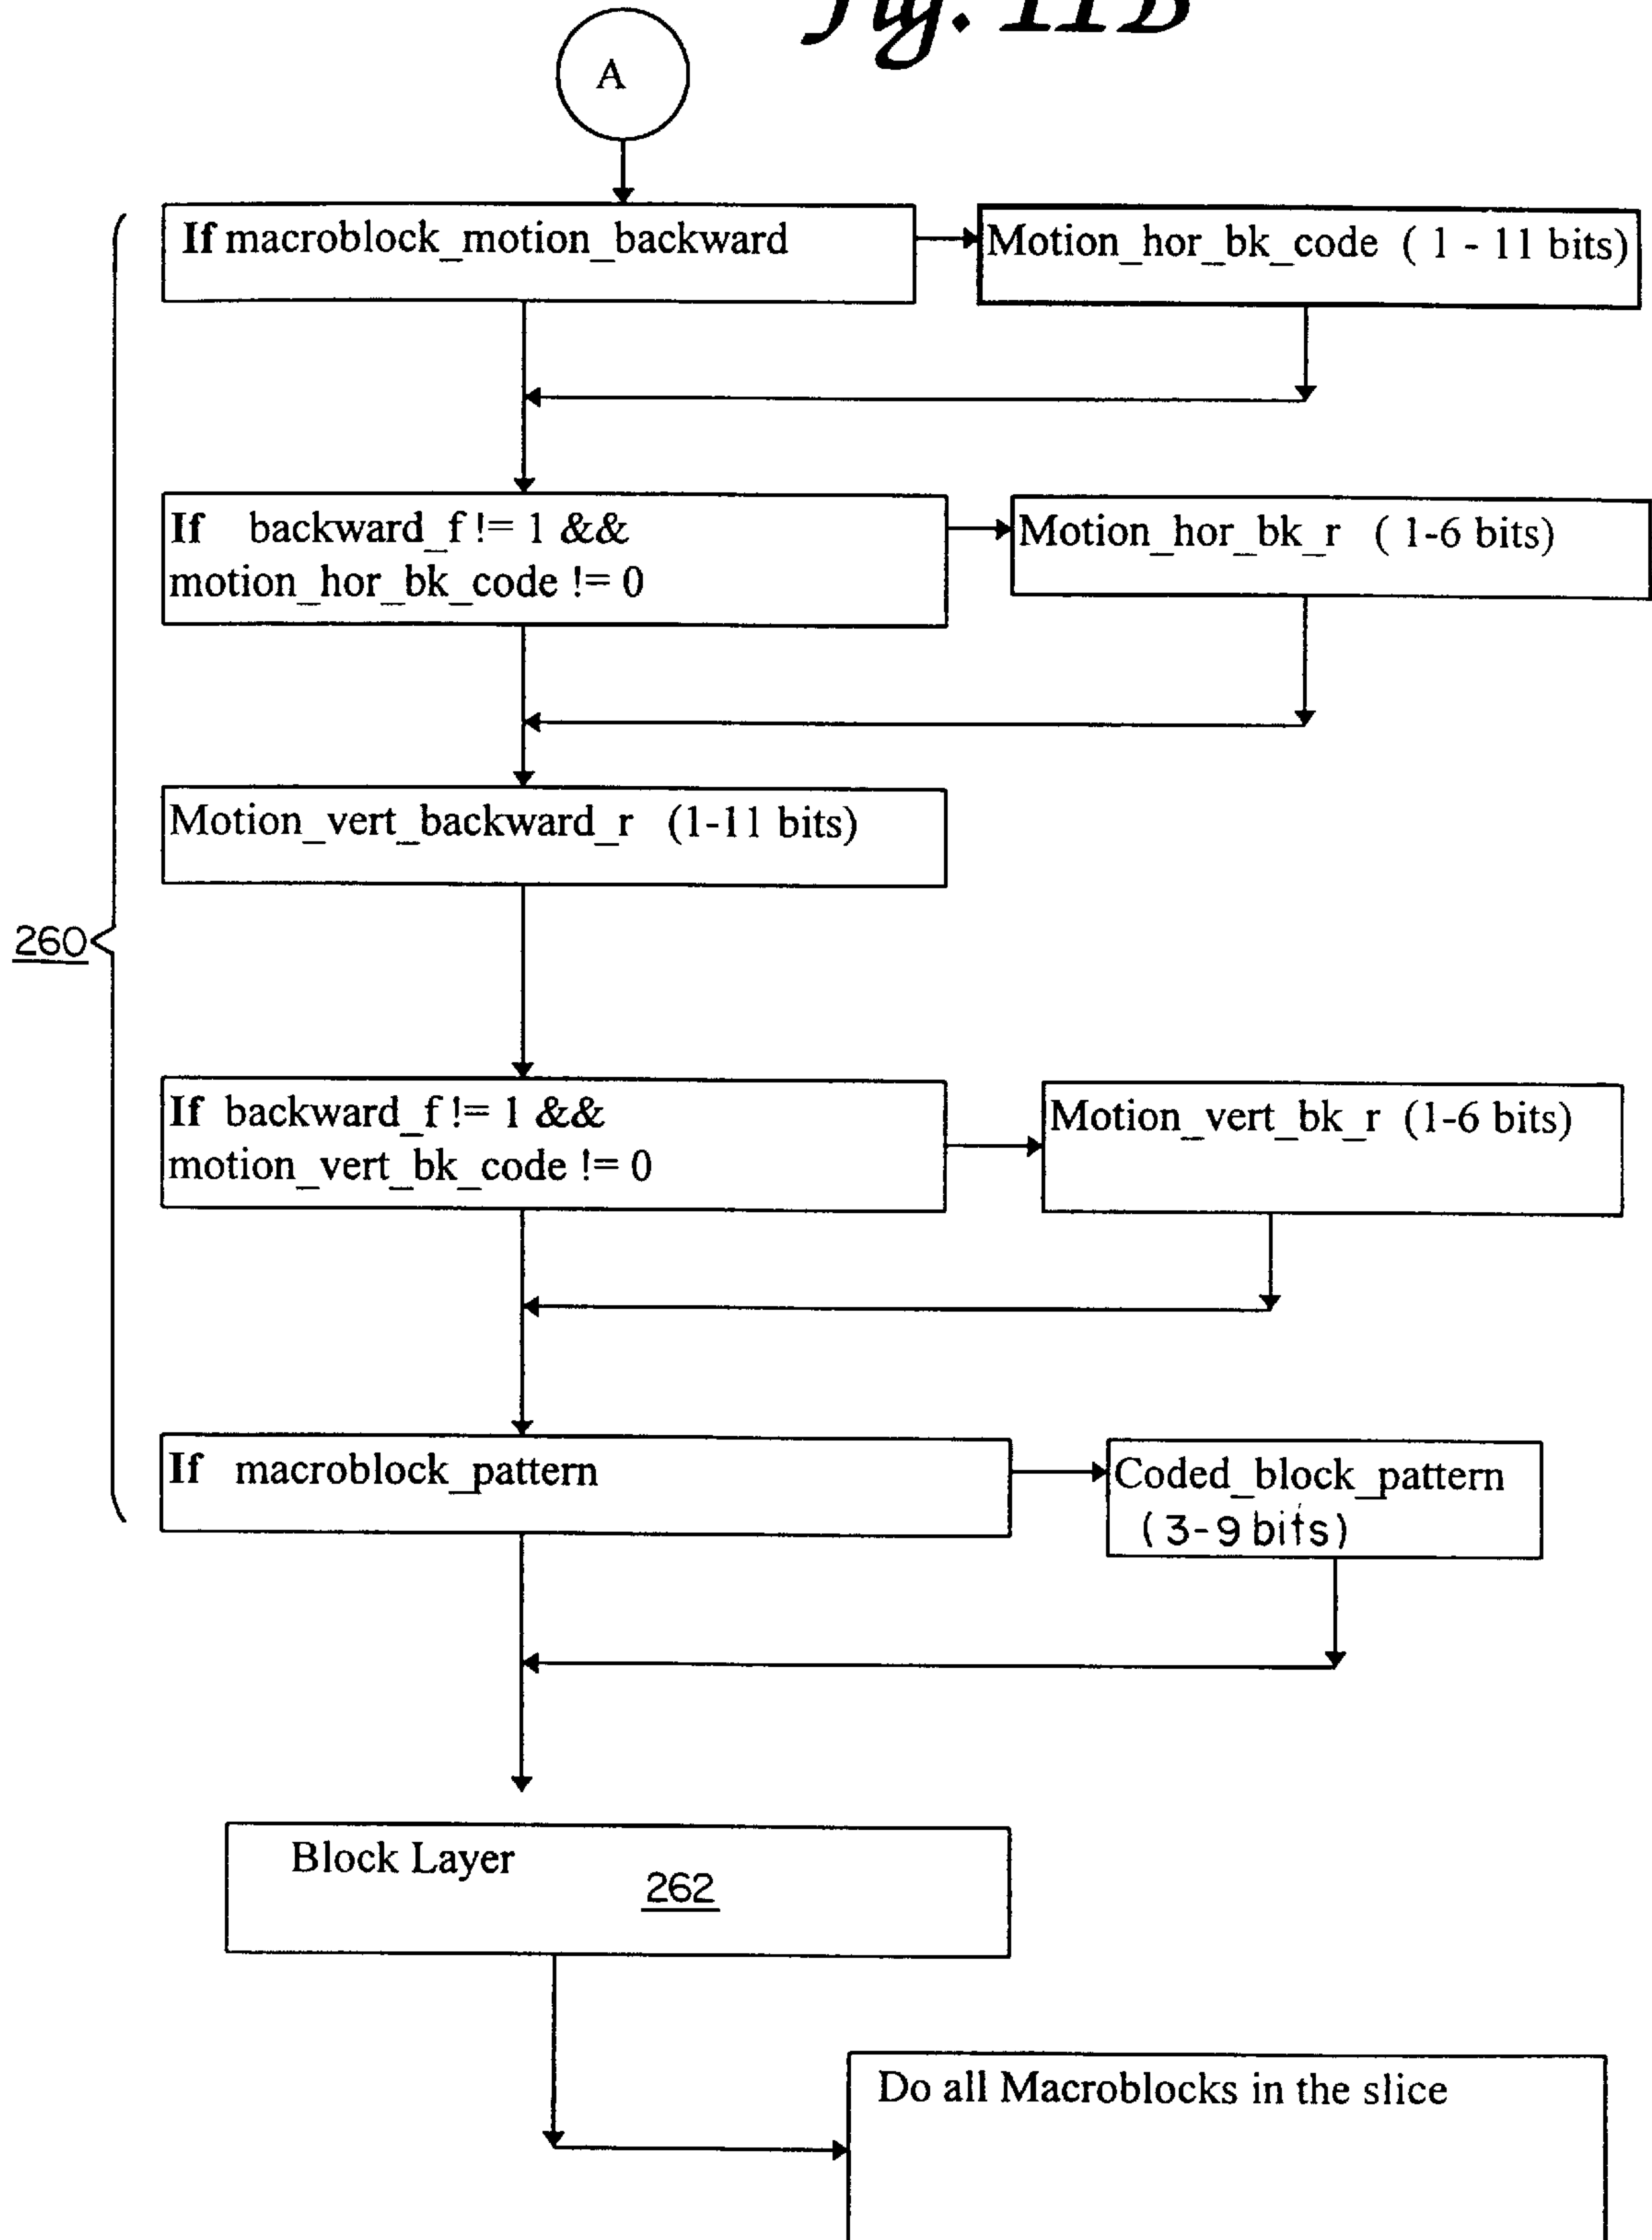 Fig. 11B
A
If macroblock_motion_backward
Motion_hor_bk_code ( 1 - 11 bits)
If backward_f != 1 &&
motion_hor_bk_code != 0
Motion_hor_bk_r ( 1-6 bits)
Motion_vert_backward_r (1-11 bits)
260
If backward_f != 1 &&
motion_vert_bk_code != 0
Motion_vert_bk_r (1-6 bits)
If macroblock_pattern
Coded_block_pattern
(3-9 bits)
Block Layer
262
Do all Macroblocks in the slice